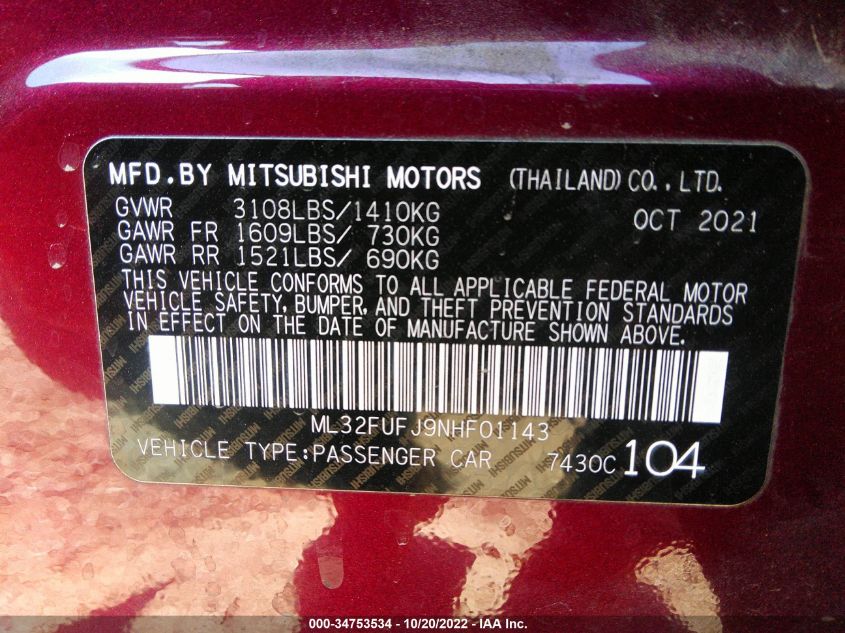 MFD.BY MITSUBISHI MOTORS (THAILAND) CO., LTD.
GVWR 3108LBS/1410KG OCT 2021
GAWR FR 1609LBS/ 730KG
GAWR RR 1521LBS/ 690KG
THIS VEHICLE CONFORMS TO ALL APPLICABLE FEDERAL MOTOR
VEHICLE SAFETY, BUMPER, AND THEFT PREVENTION STANDARDS
IN EFFECT ON THE DATE OF MANUFACTURE SHOWN ABOVE.
ML32FUFJ9NHF01143
VEHICLE TYPE:PASSENGER CAR 7430C 104
000-34753534 - 10/20/2022 - IAA Inc.